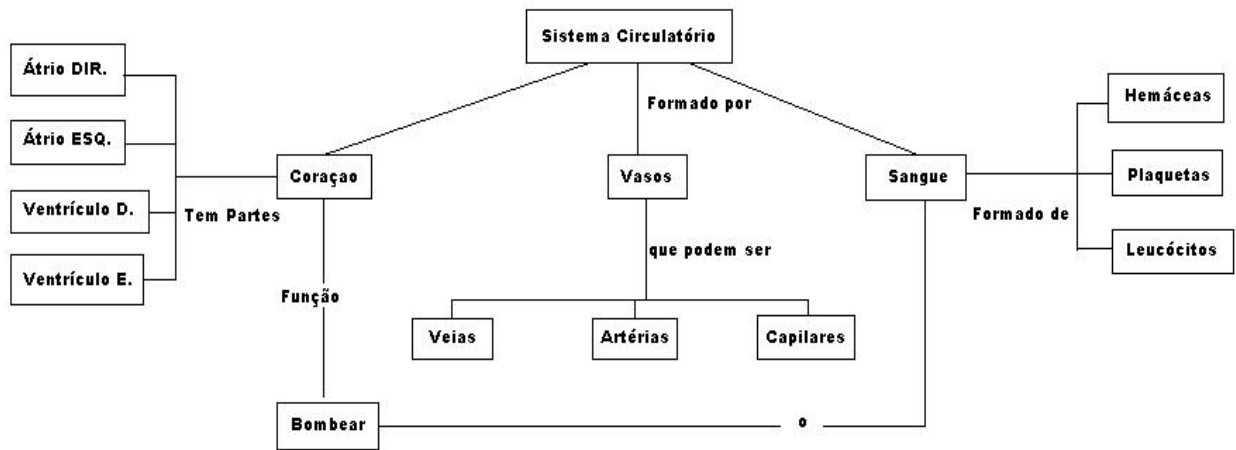 Sistema Circulatório
Átrio DIR.
Átrio ESQ.
Ventrículo D.
Ventrículo E.
Tem Partes
Coraçao
Formado por
Vasos
Sangue
Formado de
Hemáceas
Plaquetas
Leucócitos
que podem ser
Função
Veias
Artérias
Capilares
Bombear
o